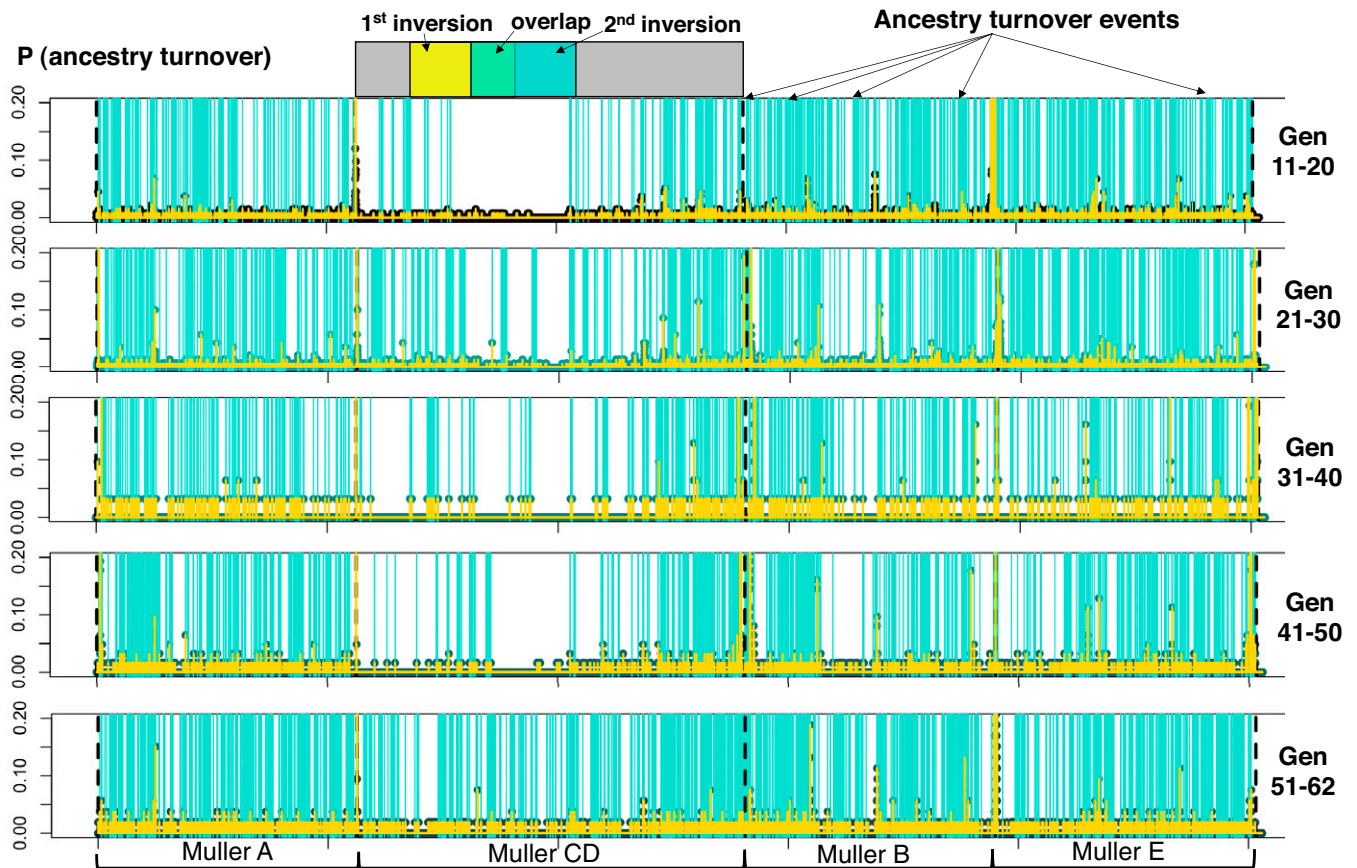 1st inversion overlap 2nd inversion Ancestry turnover events
P (ancestry turnover)
0.20
0.10
0.00
Gen
11-20
0.20
0.10
0.00
Gen
21-30
0.20
0.10
0.00
Gen
31-40
0.20
0.10
0.00
Gen
41-50
0.20
0.10
0.00
Gen
51-62
Muller A Muller CD Muller B Muller E